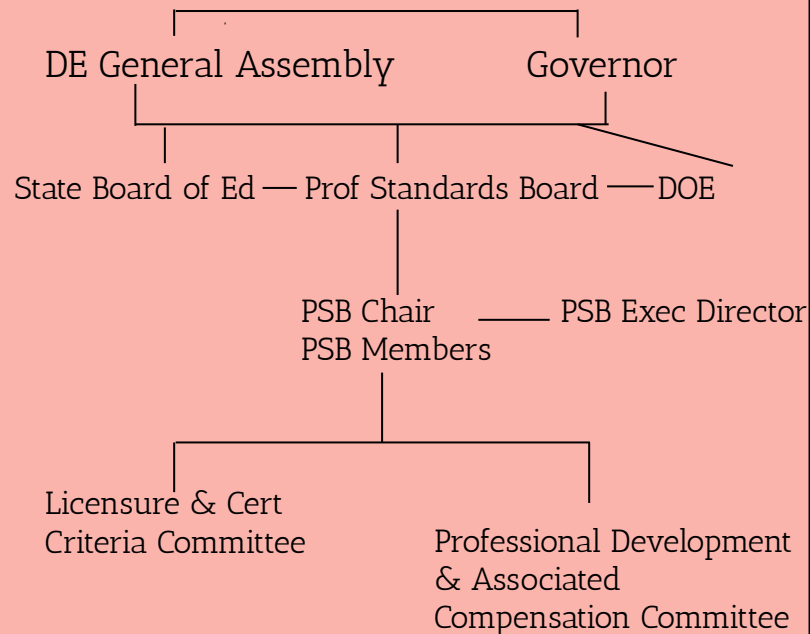 DE General Assembly
Governor
State Board of Ed
Prof Standards Board
DOE
PSB Chair
PSB Members
PSB Exec Director
Licensure & Cert
Criteria Committee
Professional Development
& Associated
Compensation Committee